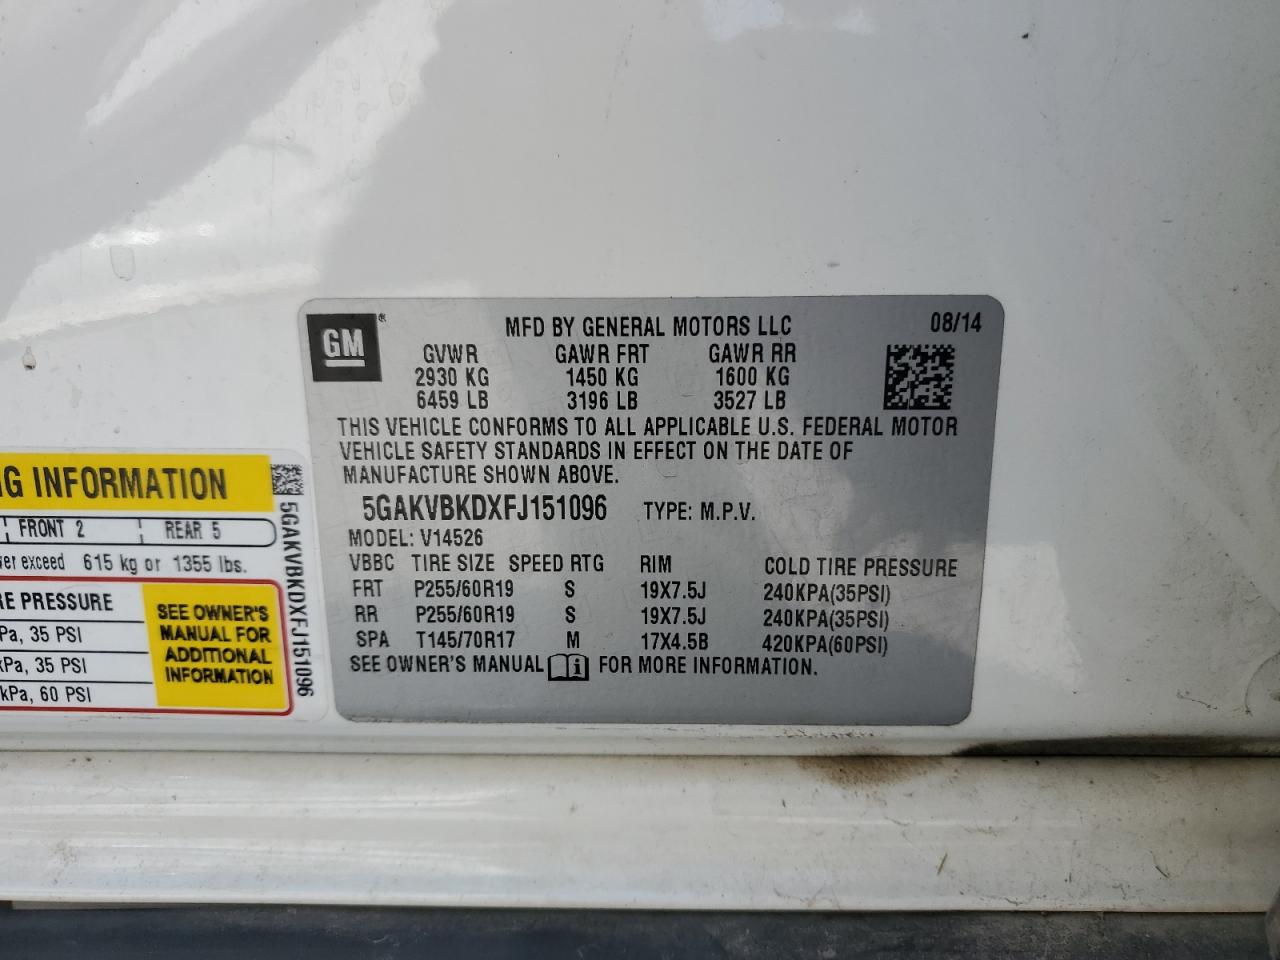 GM
®
MFD BY GENERAL MOTORS LLC
08/14
GVWR GAWR FRT GAWR RR
2930 KG 1450 KG 1600 KG
6459 LB 3196 LB 3527 LB
THIS VEHICLE CONFORMS TO ALL APPLICABLE U.S. FEDERAL MOTOR
VEHICLE SAFETY STANDARDS IN EFFECT ON THE DATE OF
MANUFACTURE SHOWN ABOVE.
5GAKVBKDXFJ151096 TYPE: M.P.V.
MODEL: V14526
VBBC TIRE SIZE SPEED RTG RIM COLD TIRE PRESSURE
FRT P255/60R19 S 19X7.5J 240KPA(35PSI)
RR P255/60R19 S 19X7.5J 240KPA(35PSI)
SPA T145/70R17 M 17X4.5B 420KPA(60PSI)
SEE OWNER'S MANUAL i FOR MORE INFORMATION.
INFORMATION
FRONT 2 REAR 5
exceed 615 kg or 1355 lbs.
PRESSURE
35 PSI
kPa, 35 PSI
kPa, 60 PSI
SEE OWNER'S
MANUAL FOR
ADDITIONAL
INFORMATION
5GAKVBKDXFJ151096